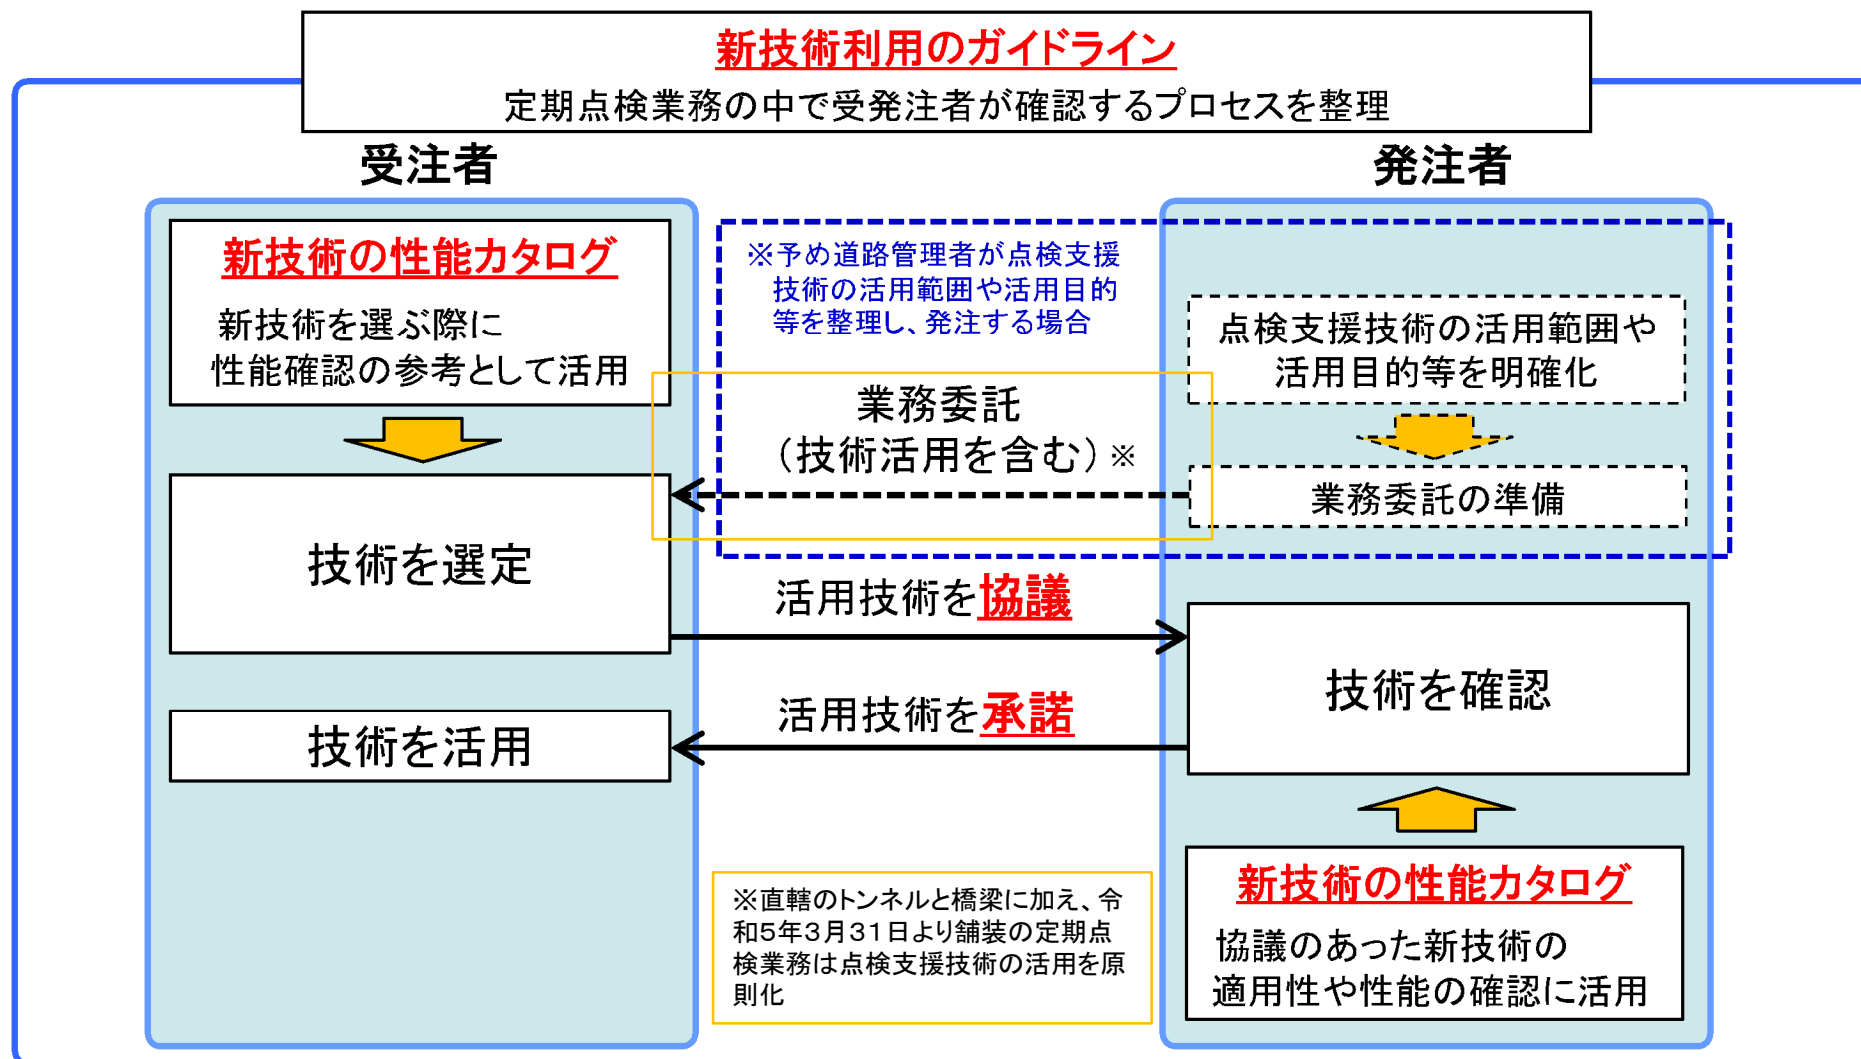 新技術利用のガイドライン
定期点検業務の中で受発注者が確認するプロセスを整理
受注者
発注者
新技術の性能カタログ
新技術を選ぶ際に
性能確認の参考として活用
※予め道路管理者が点検支援
技術の活用範囲や活用目的
等を整理し、発注する場合
点検支援技術の活用範囲や
活用目的等を明確化
業務委託
（技術活用を含む）※
業務委託の準備
技術を選定
活用技術を協議
技術を確認
活用技術を承諾
技術を活用
※直轄のトンネルと橋梁に加え、令
和5年3月31日より舗装の定期点
検業務は点検支援技術の活用を原
則化
新技術の性能カタログ
協議のあった新技術の
適用性や性能の確認に活用